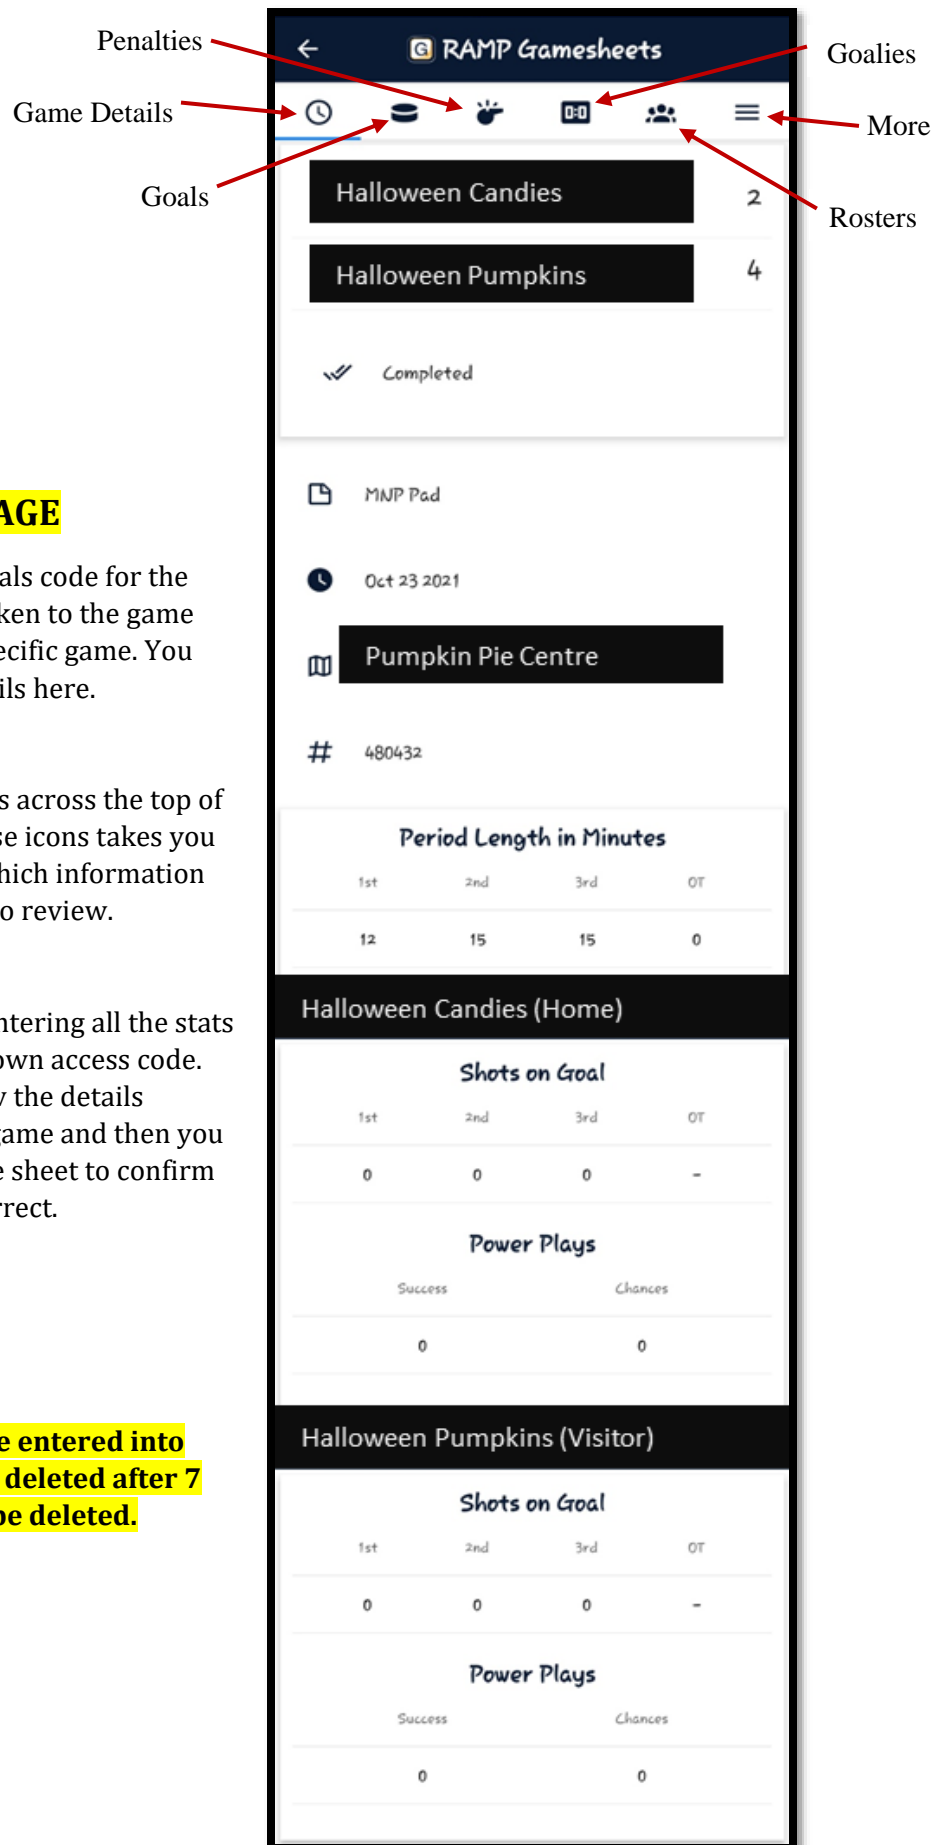 Penalties
Game Details
Goals
Goalies
More
Rosters
G RAMP Gamesheets
0:0
Halloween Candies 2
Halloween Pumpkins 4
Completed
MNP Pad
Oct 23 2021
Pumpkin Pie Centre
# 480432
Period Length in Minutes
1st 2nd 3rd OT
12 15 15 0
Halloween Candies (Home)
Shots on Goal
1st 2nd 3rd OT
0 0 0 -
Power Plays
Success Chances
0 0
Halloween Pumpkins (Visitor)
Shots on Goal
1st 2nd 3rd OT
0 0 0 -
Power Plays
Success Chances
0 0
AGE
als code for the
ken to the game
ecific game. You
ils here.
s across the top of
se icons takes you
hich information
o review.
ntering all the stats
own access code.
y the details
game and then you
e sheet to confirm
rrect.
e entered into
deleted after 7
be deleted.